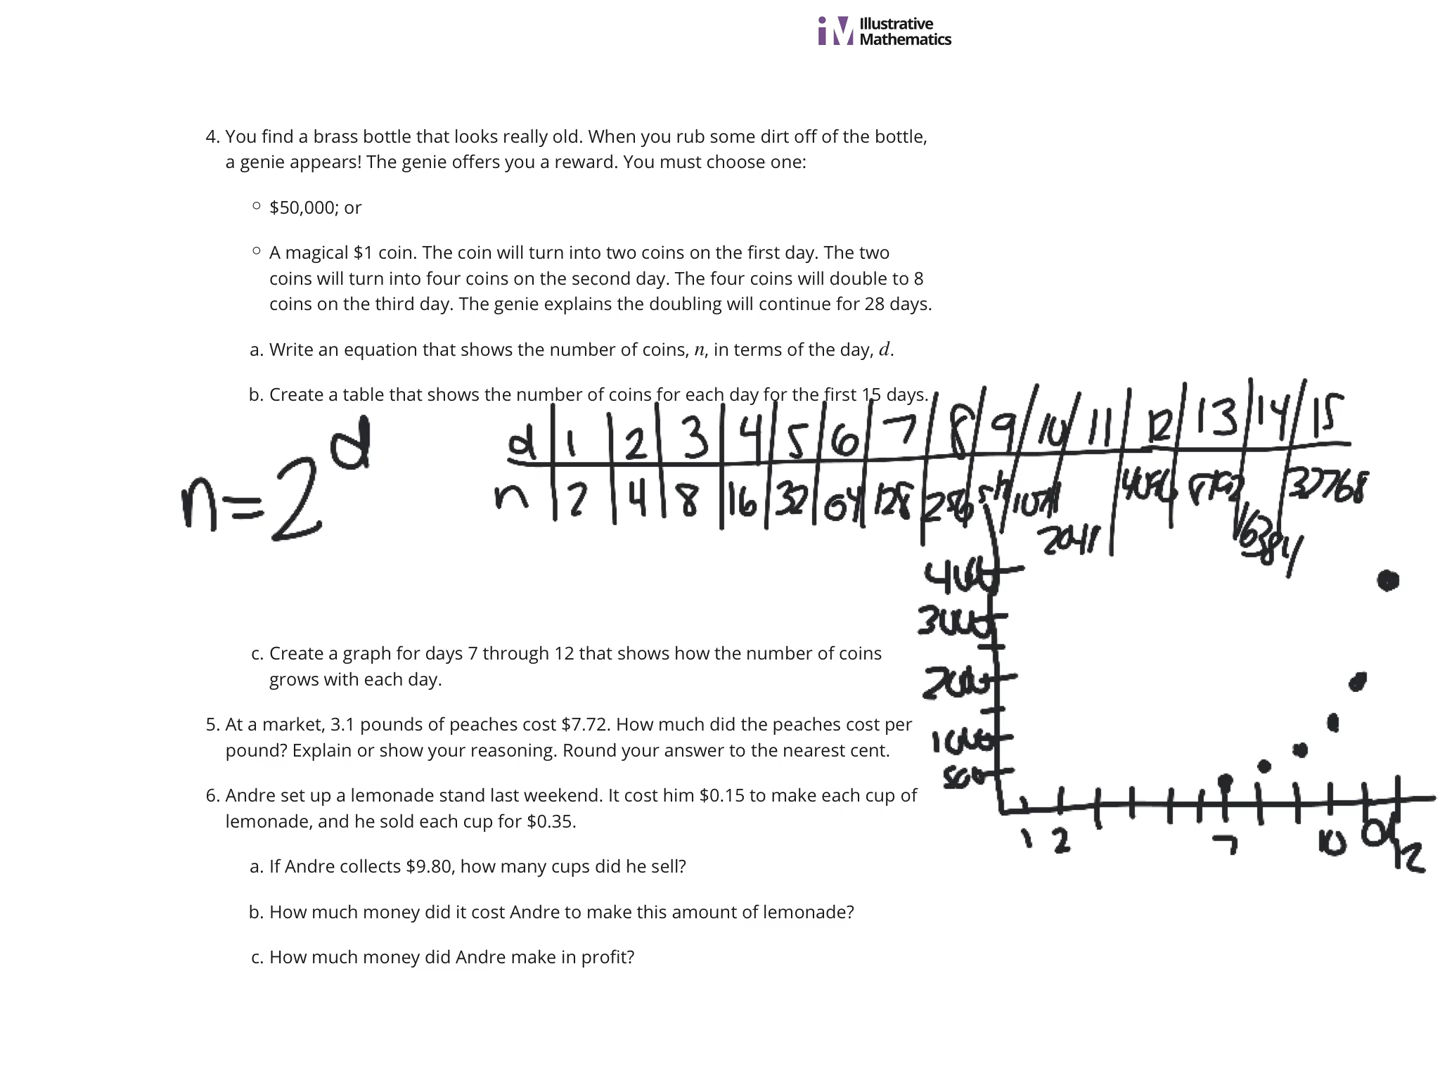 Illustrative
Mathematics
4. You find a brass bottle that looks really old. When you rub some dirt off of the bottle,
a genie appears! The genie offers you a reward. You must choose one:
◦ $50,000; or
◦ A magical $1 coin. The coin will turn into two coins on the first day. The two
coins will turn into four coins on the second day. The four coins will double to 8
coins on the third day. The genie explains the doubling will continue for 28 days.
a. Write an equation that shows the number of coins, n, in terms of the day, d.
b. Create a table that shows the number of coins for each day for the first 15 days.
n=2^d
d 1 2 3 4 5 6 7 8 9 10 11 12 13 14 15
n 2 4 8 16 32 64 128 256 4096 16384 32768
4000
3000
c. Create a graph for days 7 through 12 that shows how the number of coins
grows with each day.
2000
5. At a market, 3.1 pounds of peaches cost $7.72. How much did the peaches cost per
pound? Explain or show your reasoning. Round your answer to the nearest cent.
1000
500
6. Andre set up a lemonade stand last weekend. It cost him $0.15 to make each cup of
lemonade, and he sold each cup for $0.35.
1 2 7 10 d 12
a. If Andre collects $9.80, how many cups did he sell?
b. How much money did it cost Andre to make this amount of lemonade?
c. How much money did Andre make in profit?